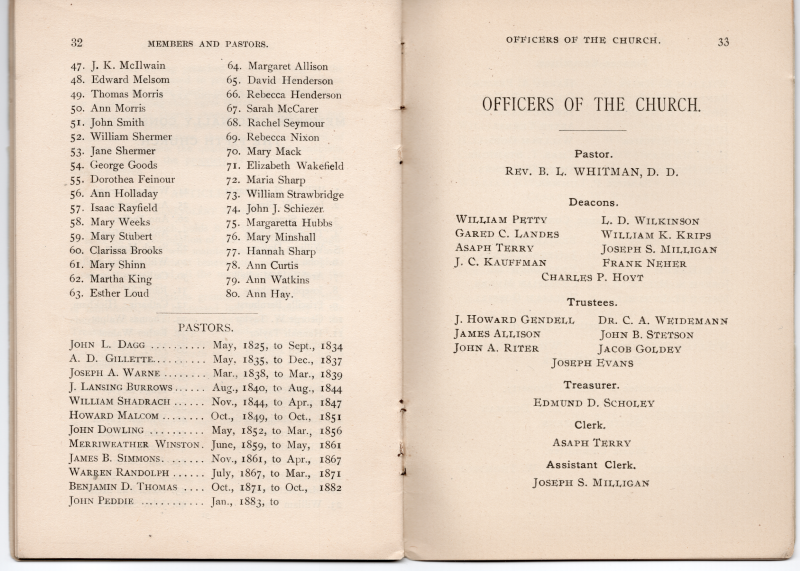 32
MEMBERS AND PASTORS.
47. J. K. McIlwain
48. Edward Melsom
49. Thomas Morris
50. Ann Morris
51. John Smith
52. William Shermer
53. Jane Shermer
54. George Goods
55. Dorothea Feinour
56. Ann Holladay
57. Isaac Rayfield
58. Mary Weeks
59. Mary Stubert
60. Clarissa Brooks
61. Mary Shinn
62. Martha King
63. Esther Loud
64. Margaret Allison
65. David Henderson
66. Rebecca Henderson
67. Sarah McCarer
68. Rachel Seymour
69. Rebecca Nixon
70. Mary Mack
71. Elizabeth Wakefield
72. Maria Sharp
73. William Strawbridge
74. John J. Schiezer.
75. Margaretta Hubbs
76. Mary Minshall
77. Hannah Sharp
78. Ann Curtis
79. Ann Watkins
80. Ann Hay.
PASTORS.
JOHN L. DAGG .......... May, 1825, to Sept., 1834
A. D. GILLETTE.......... May, 1835, to Dec., 1837
JOSEPH A. WARNE ........ Mar., 1838, to Mar., 1839
J. LANSING BURROWS...... Aug., 1840, to Aug., 1844
WILLIAM SHADRACH ...... Nov., 1844, to Apr., 1847
HOWARD MALCOM ........ Oct., 1849, to Oct., 1851
JOHN DOWLING .......... May, 1852, to Mar., 1856
MERRIWEATHER WINSTON. June, 1859, to May, 1861
JAMES B. SIMMONS........ Nov., 1861, to Apr., 1867
WARREN RANDOLPH ...... July, 1867, to Mar., 1871
BENJAMIN D. THOMAS .... Oct., 1871, to Oct., 1882
JOHN PEDDIE ............ Jan., 1883, to
OFFICERS OF THE CHURCH.
33
OFFICERS OF THE CHURCH.
Pastor.
REV. B. L. WHITMAN, D. D.
Deacons.
WILLIAM PETTY L. D. WILKINSON
GARED C. LANDES WILLIAM K. KRIPS
ASAPH TERRY JOSEPH S. MILLIGAN
J. C. KAUFFMAN FRANK NEHER
CHARLES P. HOYT
Trustees.
J. HOWARD GENDELL DR. C. A. WEIDEMANN
JAMES ALLISON JOHN B. STETSON
JOHN A. RITER JACOB GOLDEY
JOSEPH EVANS
Treasurer.
EDMUND D. SCHOLEY
Clerk.
ASAPH TERRY
Assistant Clerk.
JOSEPH S. MILLIGAN